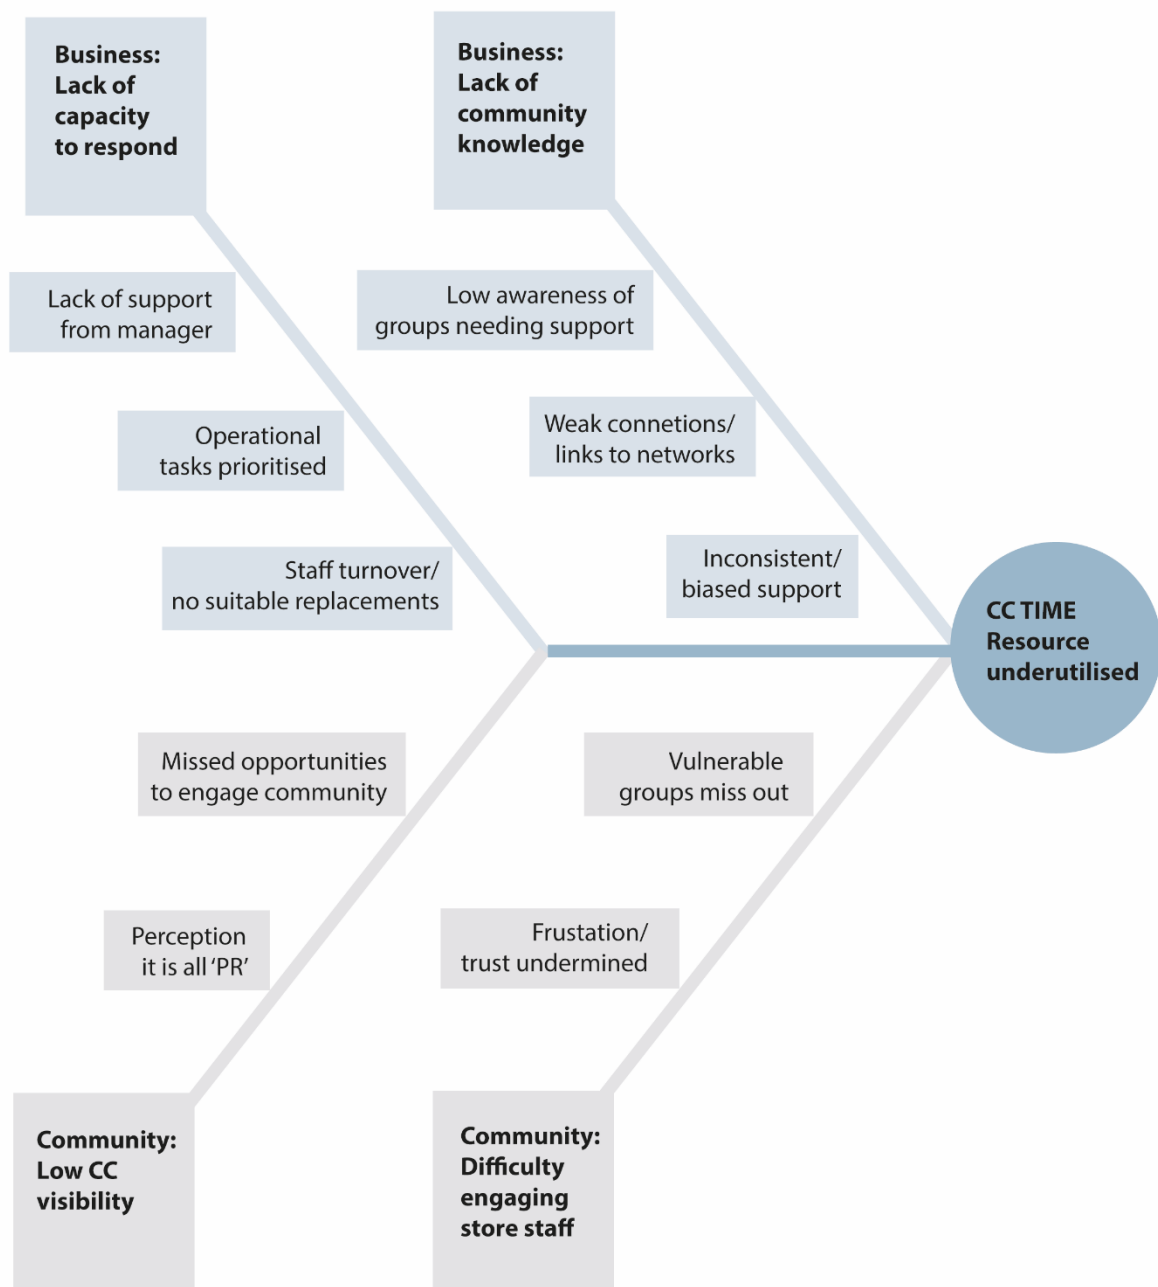 Business:
Lack of
capacity
to respond
Business:
Lack of
community
knowledge
Lack of support
from manager
Low awareness of
groups needing support
Operational
tasks prioritised
Weak connetions/
links to networks
Staff turnover/
no suitable replacements
Inconsistent/
biased support
CC TIME
Resource
underutilised
Missed opportunities
to engage community
Vulnerable
groups miss out
Perception
it is all ‘PR’
Frustation/
trust undermined
Community:
Low CC
visibility
Community:
Difficulty
engaging
store staff